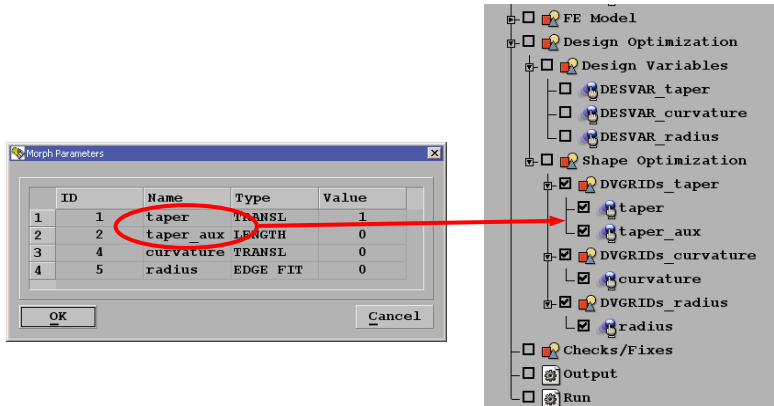 Morph Parameters
ID Name Type Value
1 1 taper TRANSL 1
2 2 taper_aux LENGTH 0
3 4 curvature TRANSL 0
4 5 radius EDGE FIT 0
OK Cancel
FE Model
Design Optimization
Design Variables
DESVAR_taper
DESVAR_curvature
DESVAR_radius
Shape Optimization
DVGRIDs_taper
taper
taper_aux
DVGRIDs_curvature
curvature
DVGRIDs_radius
radius
Checks/Fixes
Output
Run